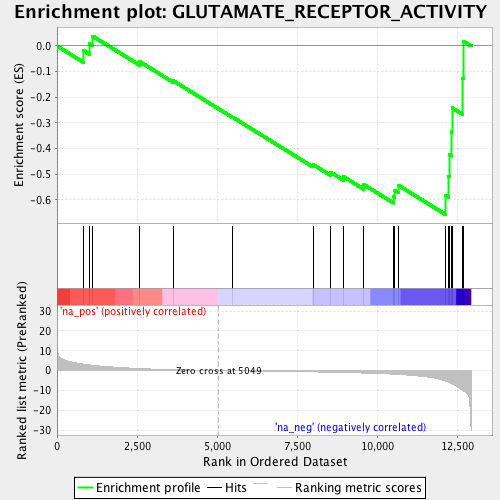 Enrichment plot: GLUTAMATE_RECEPTOR_ACTIVITY
Enrichment score (ES)
0.0
-0.1
-0.2
-0.3
-0.4
-0.5
-0.6
'na_pos' (positively correlated)
Ranked list metric (PreRanked)
30
20
10
0
-10
-20
-30
Zero cross at 5049
'na_neg' (negatively correlated)
0
2,500
5,000
7,500
10,000
12,500
Rank in Ordered Dataset
Enrichment profile
Hits
Ranking metric scores